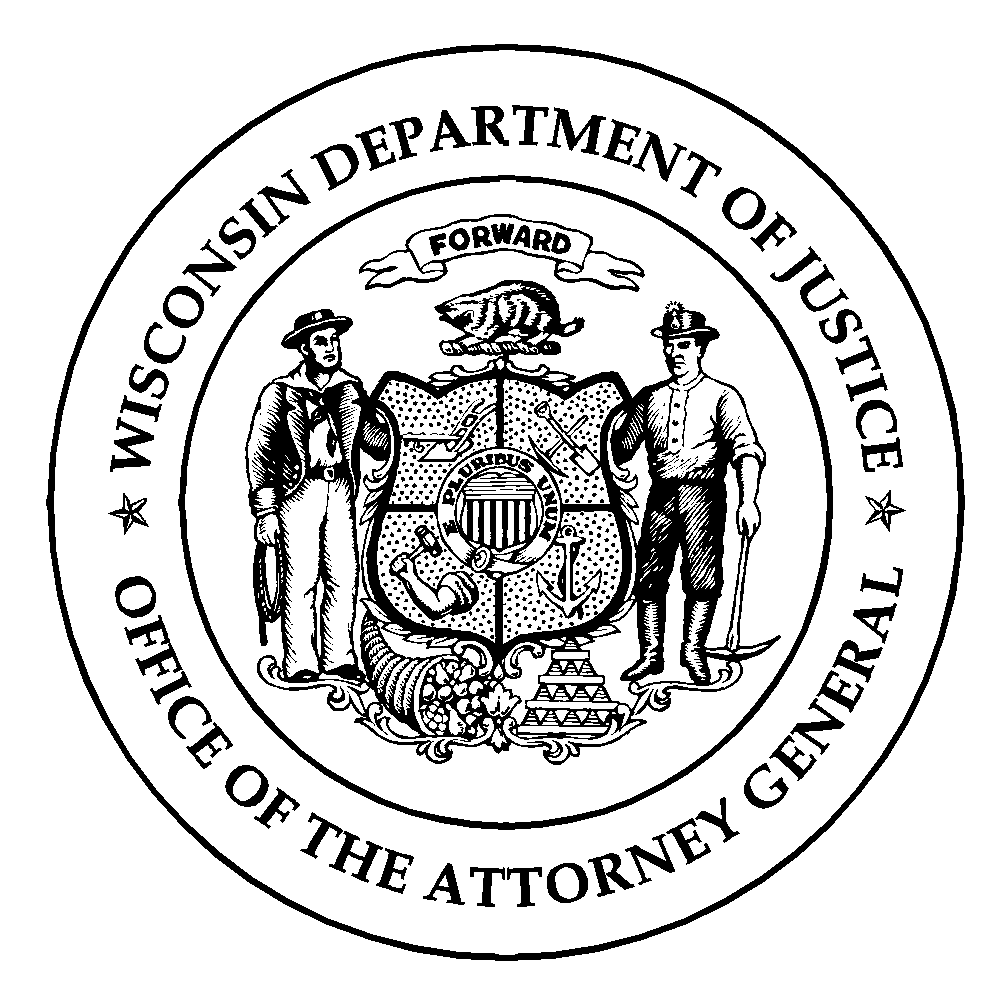 WISCONSIN DEPARTMENT OF JUSTICE
FORWARD
E PLURIBUS UNUM
OFFICE OF THE ATTORNEY GENERAL